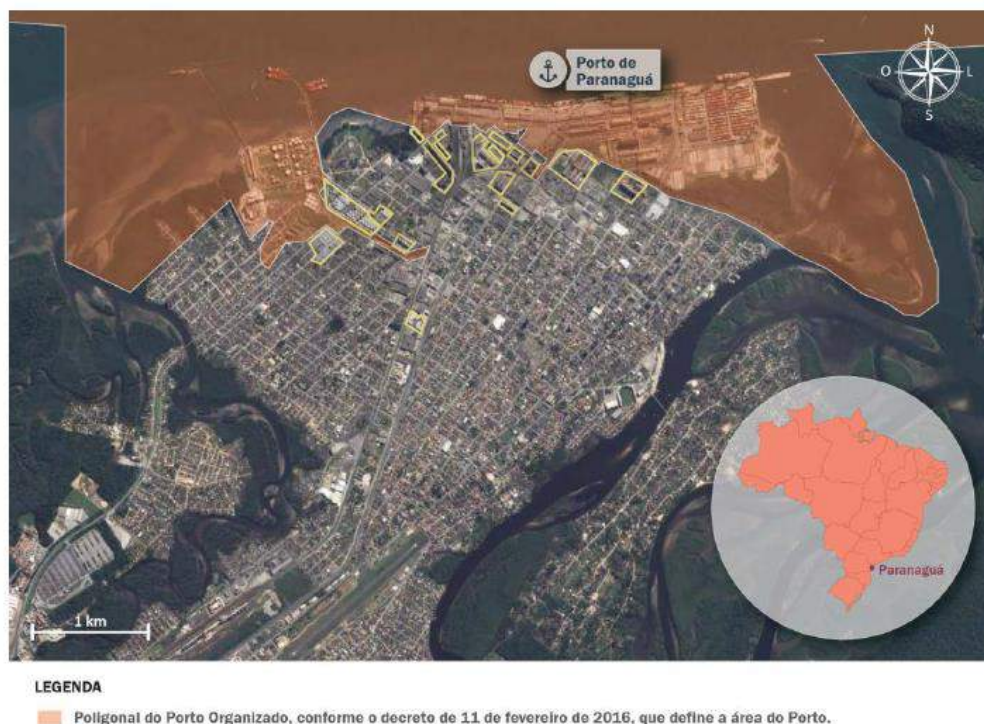 Porto de
Paranaguá
N
O
L
S
Paranaguá
1 km
LEGENDA
Poligonal do Porto Organizado, conforme o decreto de 11 de fevereiro de 2016, que define a área do Porto.